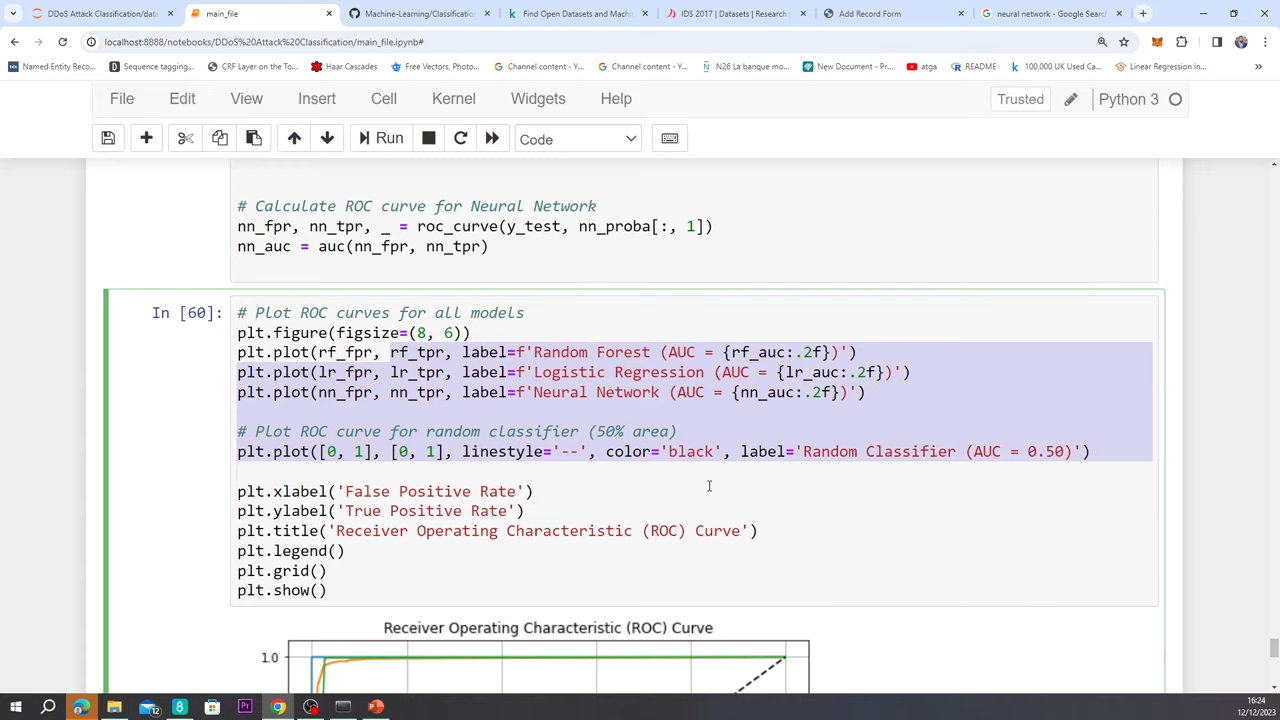 DDoS Attack Classification/data
main_file
Machine-Learning/Classification
Find Open Datasets and Machin
IDS 2017 | Datasets | Research
Add Record Form
neural network - Google Search
localhost:8888/notebooks/DDoS%20Attack%20Classification/main_file.ipynb#
Named Entity Reco...
Sequence tagging...
CRF Layer on the To...
Haar Cascades
Free Vectors, Photo...
Channel content - Y...
Channel content - Y...
N26 La banque mo...
New Document - Pr...
atga
README
100,000 UK Used Ca...
Linear Regression in...
File Edit View Insert Cell Kernel Widgets Help
Trusted
Python 3
Run
Code
# Calculate ROC curve for Neural Network
nn_fpr, nn_tpr, _ = roc_curve(y_test, nn_proba[:, 1])
nn_auc = auc(nn_fpr, nn_tpr)
In [60]:
# Plot ROC curves for all models
plt.figure(figsize=(8, 6))
plt.plot(rf_fpr, rf_tpr, label=f'Random Forest (AUC = {rf_auc:.2f})')
plt.plot(lr_fpr, lr_tpr, label=f'Logistic Regression (AUC = {lr_auc:.2f})')
plt.plot(nn_fpr, nn_tpr, label=f'Neural Network (AUC = {nn_auc:.2f})')
# Plot ROC curve for random classifier (50% area)
plt.plot([0, 1], [0, 1], linestyle='--', color='black', label='Random Classifier (AUC = 0.50)')
plt.xlabel('False Positive Rate')
plt.ylabel('True Positive Rate')
plt.title('Receiver Operating Characteristic (ROC) Curve')
plt.legend()
plt.grid()
plt.show()
Receiver Operating Characteristic (ROC) Curve
1.0
16:24
12/12/2023